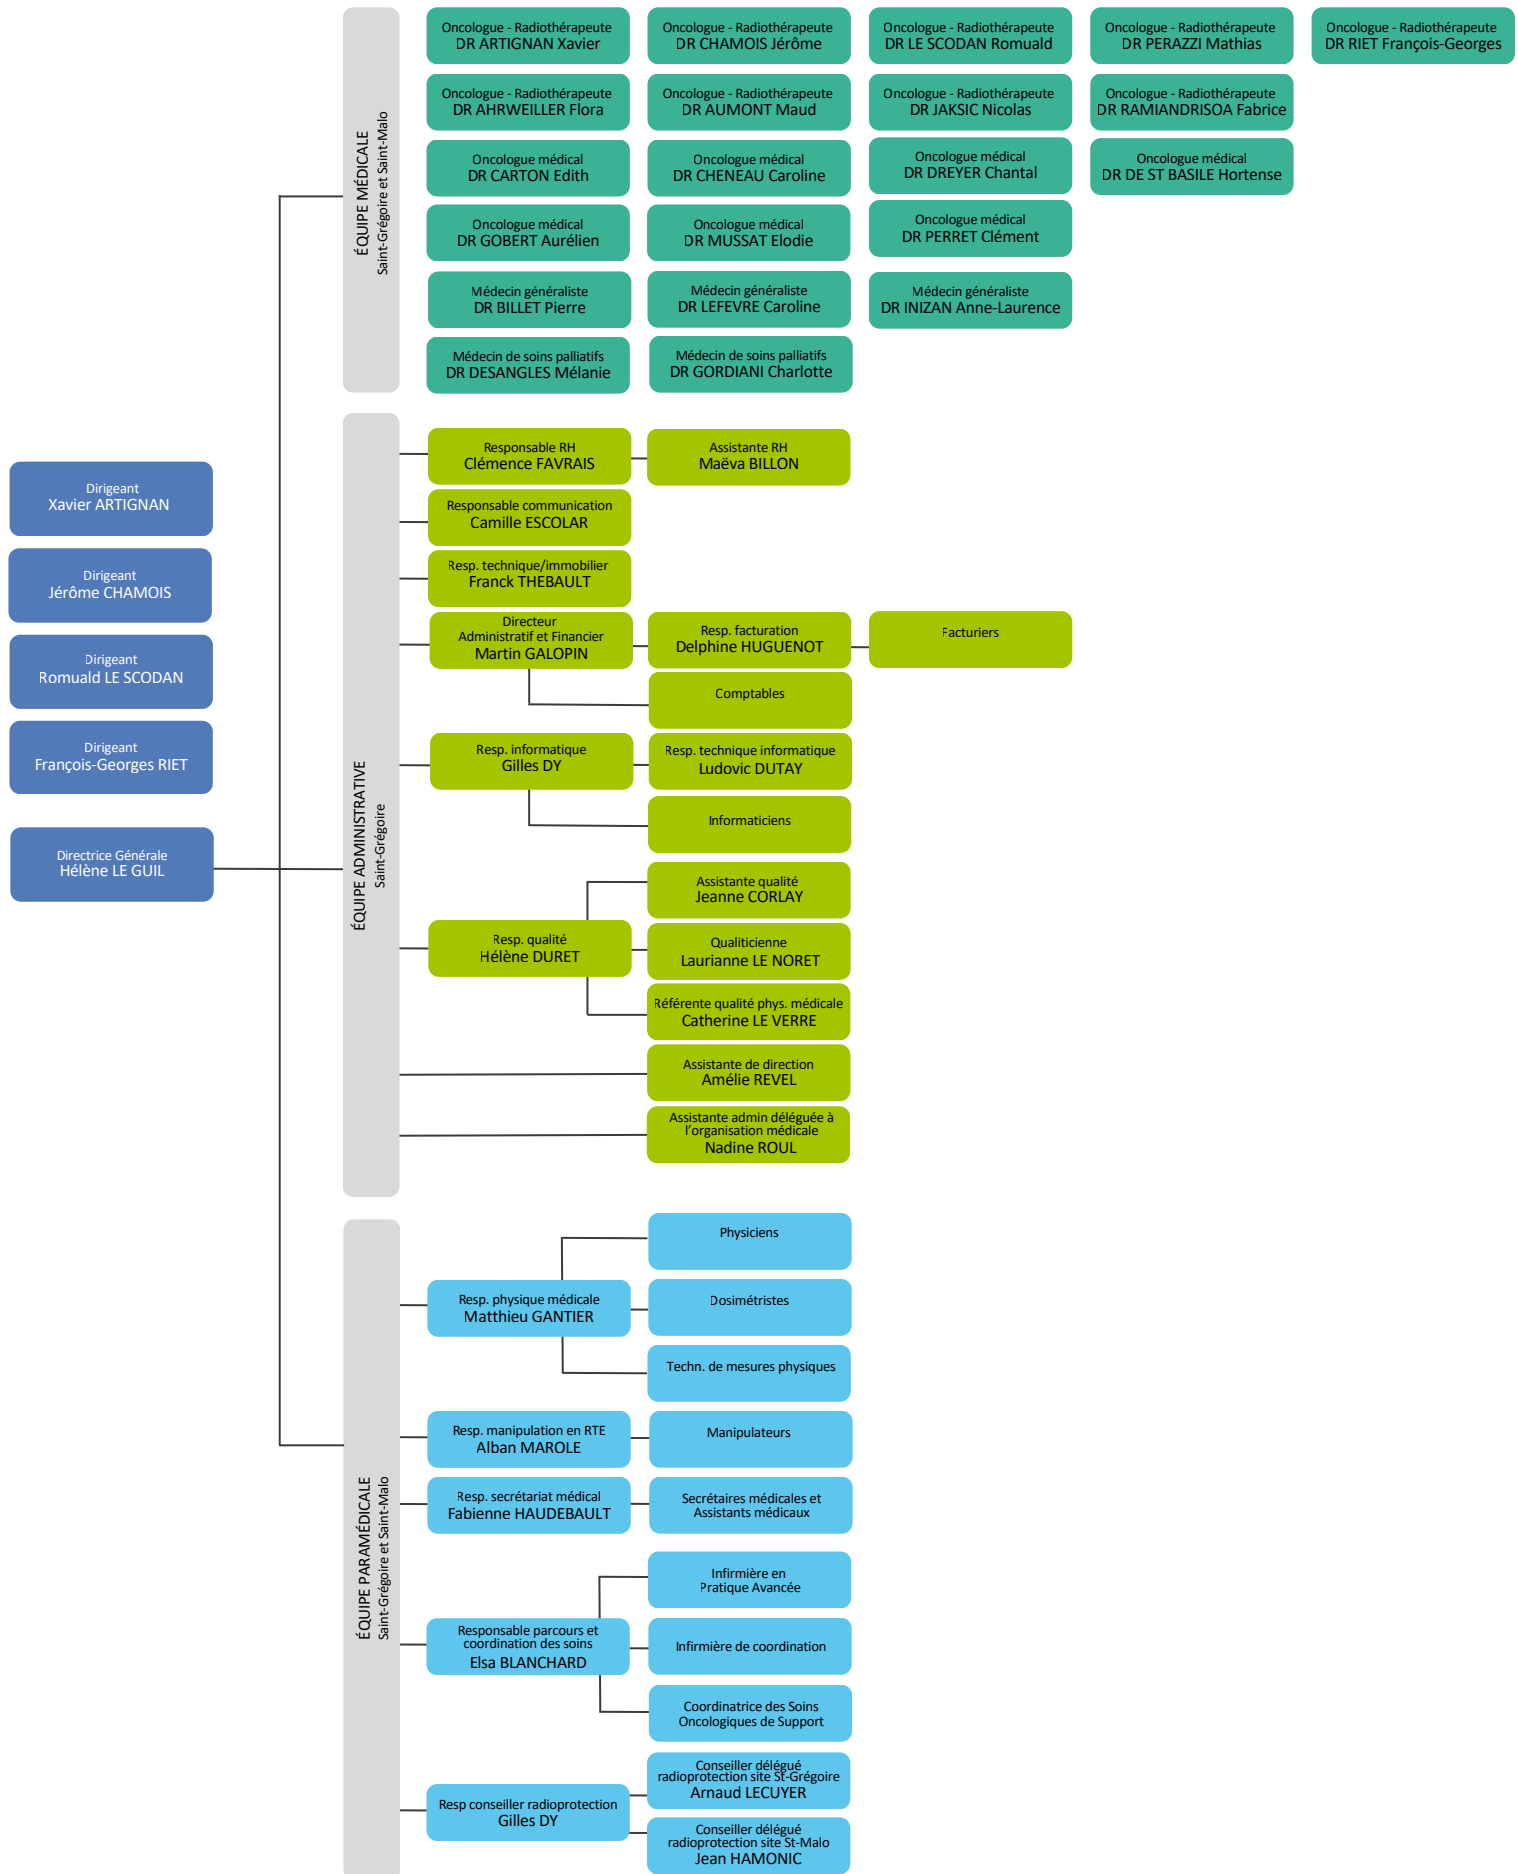 Oncologue - Radiothérapeute
DR ARTIGNAN Xavier
Oncologue - Radiothérapeute
DR CHAMOIS Jérôme
Oncologue - Radiothérapeute
DR LE SCODAN Romuald
Oncologue - Radiothérapeute
DR PERAZZI Mathias
Oncologue - Radiothérapeute
DR RIET François-Georges
Oncologue - Radiothérapeute
DR AHRWEILLER Flora
Oncologue - Radiothérapeute
DR AUMONT Maud
Oncologue - Radiothérapeute
DR JAKSIC Nicolas
Oncologue - Radiothérapeute
DR RAMIANDRISOA Fabrice
Oncologue médical
DR CARTON Edith
Oncologue médical
DR CHENEAU Caroline
Oncologue médical
DR DREYER Chantal
Oncologue médical
DR DE ST BASILE Hortense
Oncologue médical
DR GOBERT Aurélien
Oncologue médical
DR MUSSAT Elodie
Oncologue médical
DR PERRET Clément
Médecin généraliste
DR BILLET Pierre
Médecin généraliste
DR LEFEVRE Caroline
Médecin généraliste
DR INIZAN Anne-Laurence
Médecin de soins palliatifs
DR DESANGLES Mélanie
Médecin de soins palliatifs
DR GORDIANI Charlotte
ÉQUIPE MÉDICALE
Saint-Grégoire et Saint-Malo
Dirigeant
Xavier ARTIGNAN
Dirigeant
Jérôme CHAMOIS
Dirigeant
Romuald LE SCODAN
Dirigeant
François-Georges RIET
Directrice Générale
Hélène LE GUIL
ÉQUIPE ADMINISTRATIVE
Saint-Grégoire
Responsable RH
Clémence FAVRAIS
Assistante RH
Maëva BILLON
Responsable communication
Camille ESCOLAR
Resp. technique/immobilier
Franck THEBAULT
Directeur
Administratif et Financier
Martin GALOPIN
Resp. facturation
Delphine HUGUENOT
Facturiers
Comptables
Resp. informatique
Gilles DY
Resp. technique informatique
Ludovic DUTAY
Informaticiens
Assistante qualité
Jeanne CORLAY
Resp. qualité
Hélène DURET
Qualiticienne
Laurianne LE NORET
Référente qualité phys. médicale
Catherine LE VERRE
Assistante de direction
Amélie REVEL
Assistante admin déléguée à
l'organisation médicale
Nadine ROUL
ÉQUIPE PARAMÉDICALE
Saint-Grégoire et Saint-Malo
Physiciens
Resp. physique médicale
Matthieu GANTIER
Dosimétristes
Techn. de mesures physiques
Resp. manipulation en RTE
Alban MAROLE
Manipulateurs
Resp. secrétariat médical
Fabienne HAUDEBAULT
Secrétaires médicales et
Assistants médicaux
Infirmière en
Pratique Avancée
Responsable parcours et
coordination des soins
Elsa BLANCHARD
Infirmière de coordination
Coordinatrice des Soins
Oncologiques de Support
Conseiller délégué
radioprotection site St-Grégoire
Arnaud LECUYER
Resp conseiller radioprotection
Gilles DY
Conseiller délégué
radioprotection site St-Malo
Jean HAMONIC